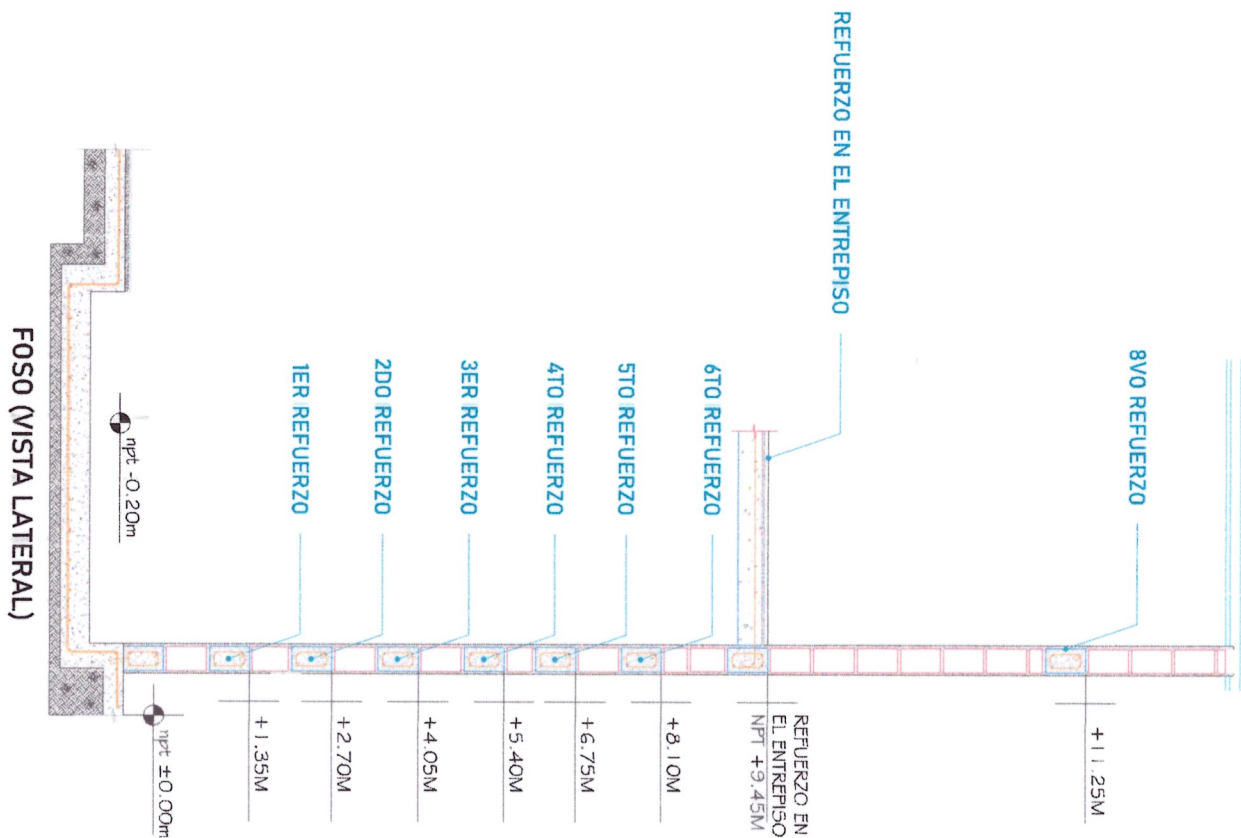 REFUERZO EN EL ENTREPISO
8VO REFUERZO
6TO REFUERZO
5TO REFUERZO
4TO REFUERZO
3ER REFUERZO
2DO REFUERZO
1ER REFUERZO
+11.25M
REFUERZO EN
EL ENTREPISO
NPT +9.45M
+8.10M
+6.75M
+5.40M
+4.05M
+2.70M
+1.35M
npt ±0.00m
npt -0.20m
FOSO (VISTA LATERAL)